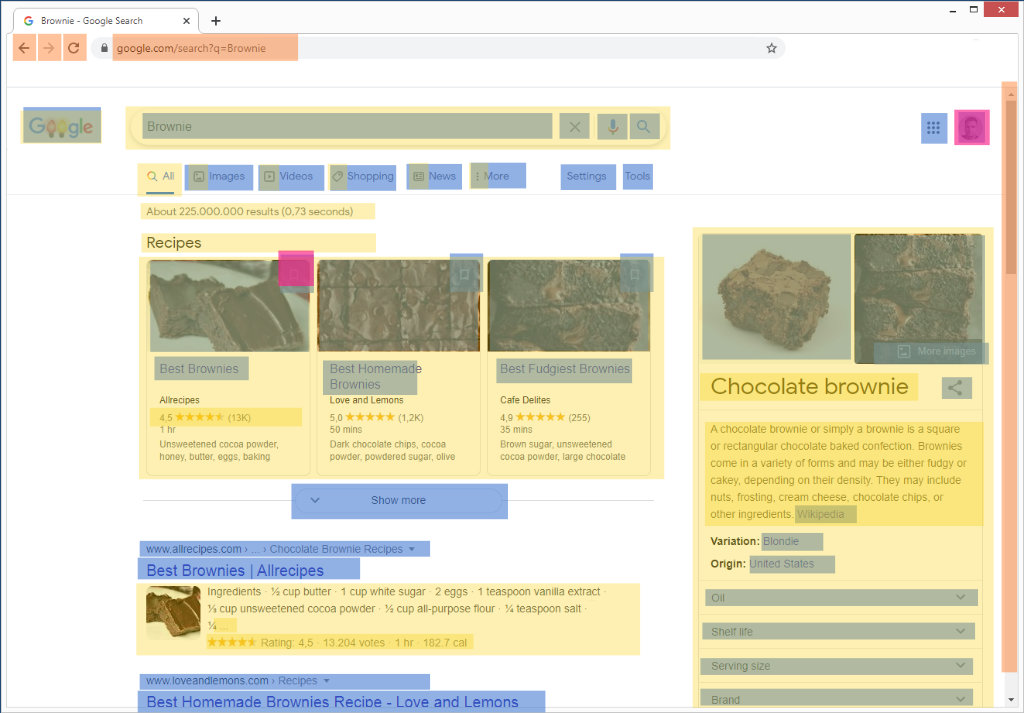 Brownie - Google Search
google.com/search?q=Brownie
Google
Brownie
All Images Videos Shopping News More Settings Tools
About 225.000.000 results (0,73 seconds)
Recipes
Best Brownies
Allrecipes
4.5 (13K)
1 hr
Unsweetened cocoa powder,
honey, butter, eggs, baking
Best Homemade
Brownies
Love and Lemons
5,0 (1,2K)
50 mins
Dark chocolate chips, cocoa
powder, powdered sugar, olive
Best Fudgiest Brownies
Cafe Delites
4,9 (255)
35 mins
Brown sugar, unsweetened
cocoa powder, large chocolate
Show more
www.allrecipes.com › ... › Chocolate Brownie Recipes
Best Brownies | Allrecipes
Ingredients · ½ cup butter · 1 cup white sugar · 2 eggs · 1 teaspoon vanilla extract ·
⅓ cup unsweetened cocoa powder · ½ cup all-purpose flour · ¼ teaspoon salt ·
¼ ...
Rating: 4,5 · 13.204 votes · 1 hr · 182.7 cal
www.loveandlemons.com › Recipes
Best Homemade Brownies Recipe - Love and Lemons
More images
Chocolate brownie
A chocolate brownie or simply a brownie is a square
or rectangular chocolate baked confection. Brownies
come in a variety of forms and may be either fudgy or
cakey, depending on their density. They may include
nuts, frosting, cream cheese, chocolate chips, or
other ingredients. Wikipedia
Variation: Blondie
Origin: United States
Oil
Shelf life
Serving size
Brand